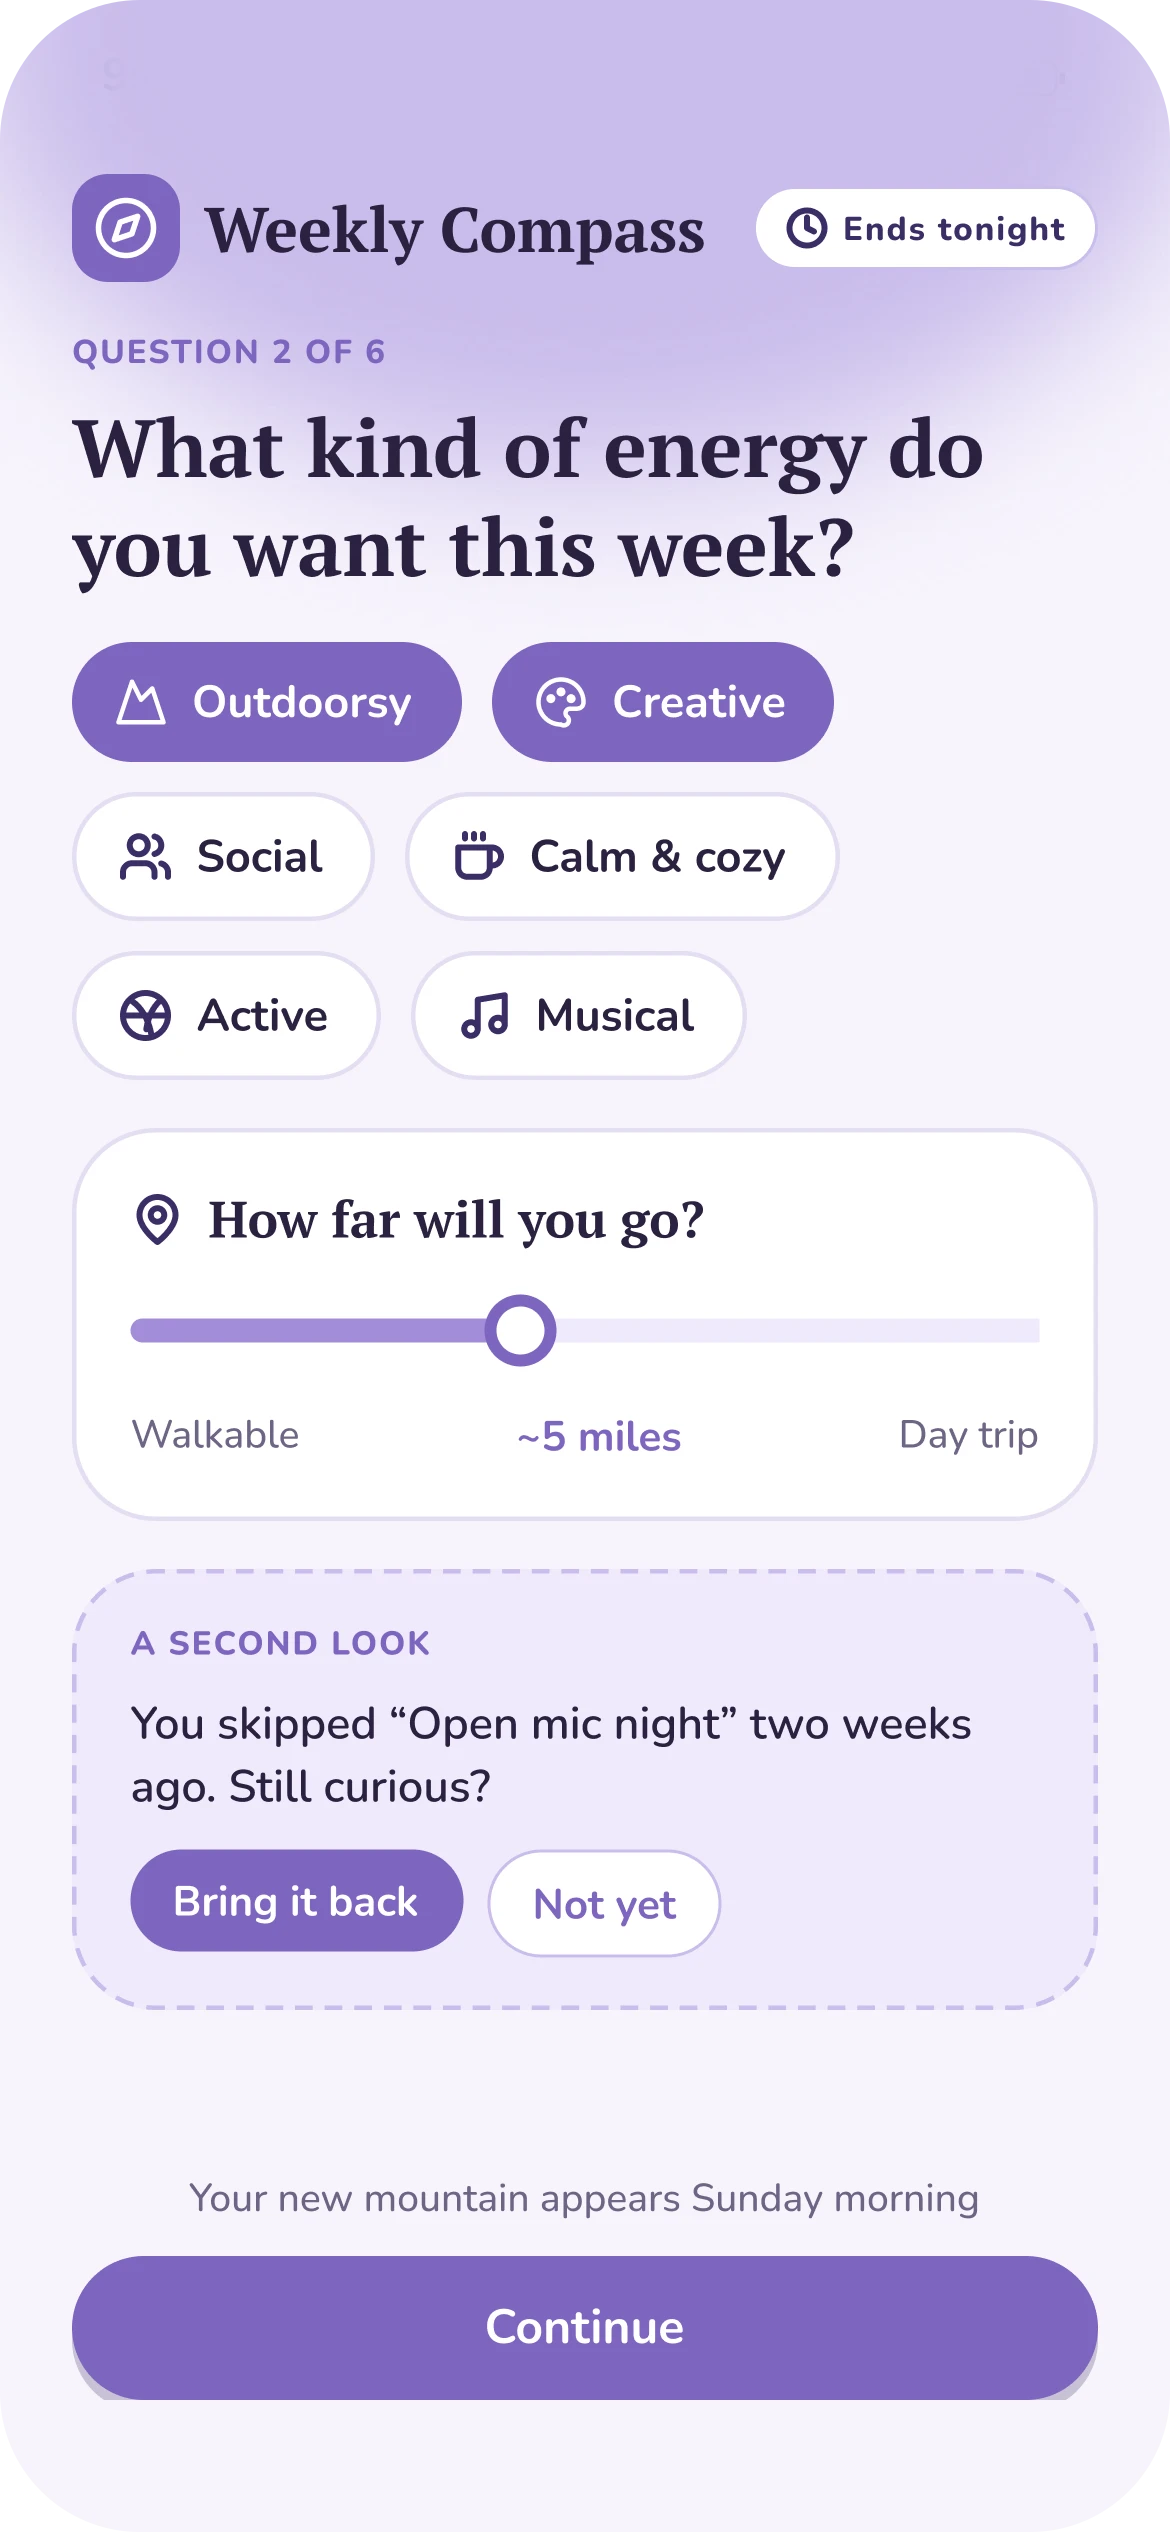 Weekly Compass
Ends tonight
QUESTION 2 OF 6
What kind of energy do
you want this week?
Outdoorsy
Creative
Social
Calm & cozy
Active
Musical
How far will you go?
Walkable
~5 miles
Day trip
A SECOND LOOK
You skipped “Open mic night” two weeks
ago. Still curious?
Bring it back
Not yet
Your new mountain appears Sunday morning
Continue